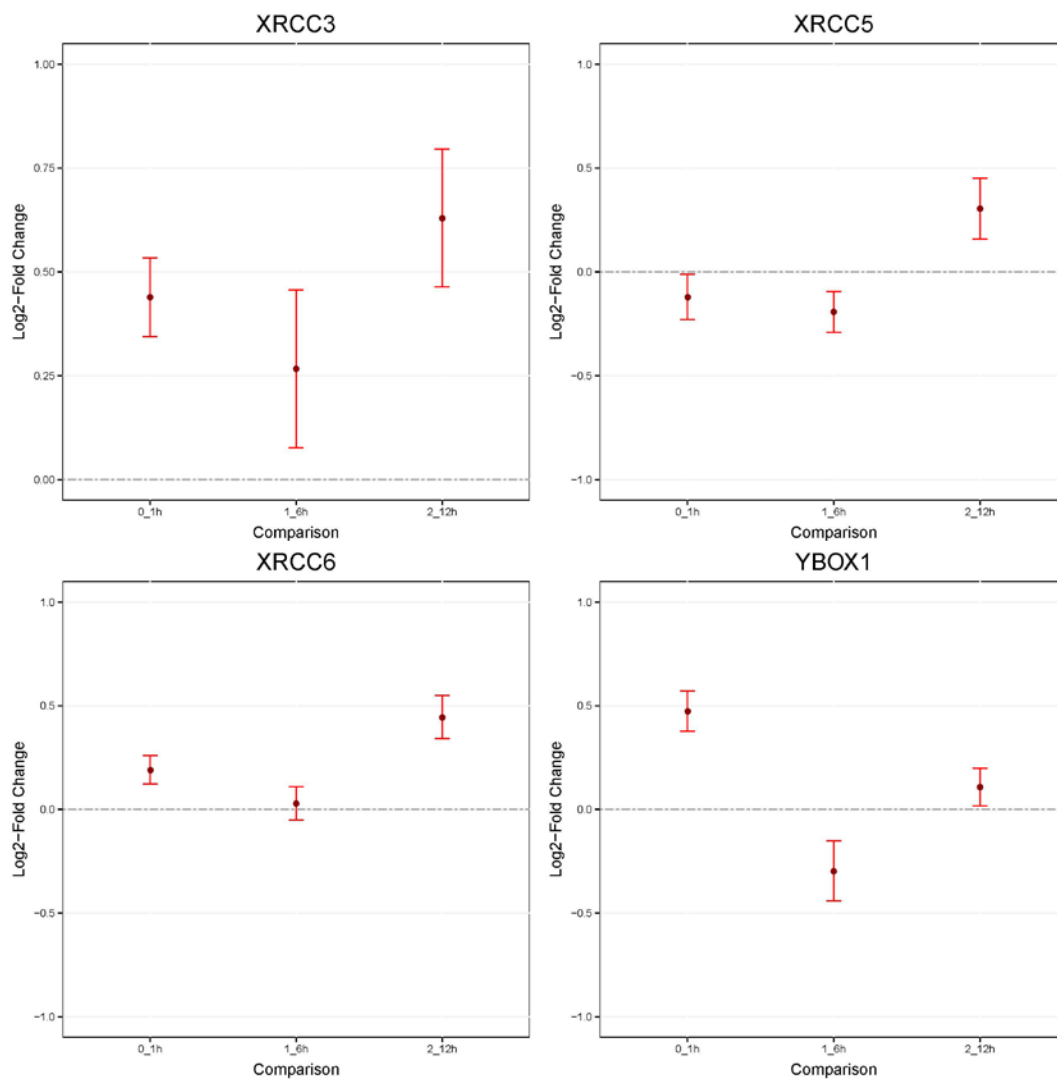 XRCC3
1.00
0.75
0.50
0.25
0.00
Log2−Fold Change
0_1h
1_6h
2_12h
Comparison
XRCC5
1.0
0.5
0.0
−0.5
−1.0
Log2−Fold Change
0_1h
1_6h
2_12h
Comparison
XRCC6
1.0
0.5
0.0
−0.5
−1.0
Log2−Fold Change
0_1h
1_6h
2_12h
Comparison
YBOX1
1.0
0.5
0.0
−0.5
−1.0
Log2−Fold Change
0_1h
1_6h
2_12h
Comparison